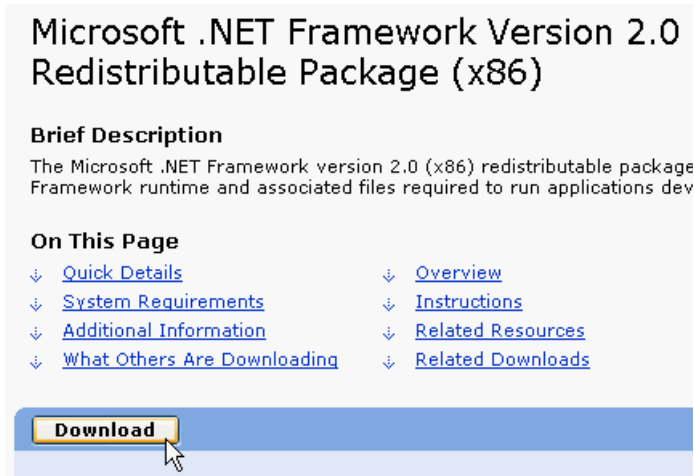 Microsoft .NET Framework Version 2.0
Redistributable Package (x86)
Brief Description
The Microsoft .NET Framework version 2.0 (x86) redistributable package
Framework runtime and associated files required to run applications dev
On This Page
Quick Details
Overview
System Requirements
Instructions
Additional Information
Related Resources
What Others Are Downloading
Related Downloads
Download